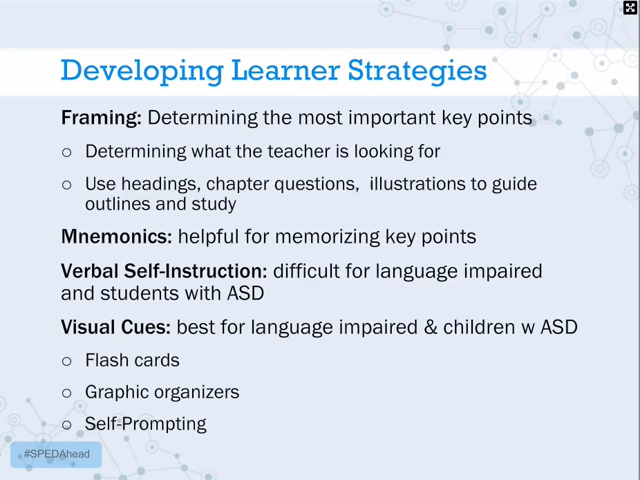 Developing Learner Strategies
Framing: Determining the most important key points
○ Determining what the teacher is looking for
○ Use headings, chapter questions, illustrations to guide
outlines and study
Mnemonics: helpful for memorizing key points
Verbal Self-Instruction: difficult for language impaired
and students with ASD
Visual Cues: best for language impaired & children w ASD
○ Flash cards
○ Graphic organizers
○ Self-Prompting
#SPEDAhead